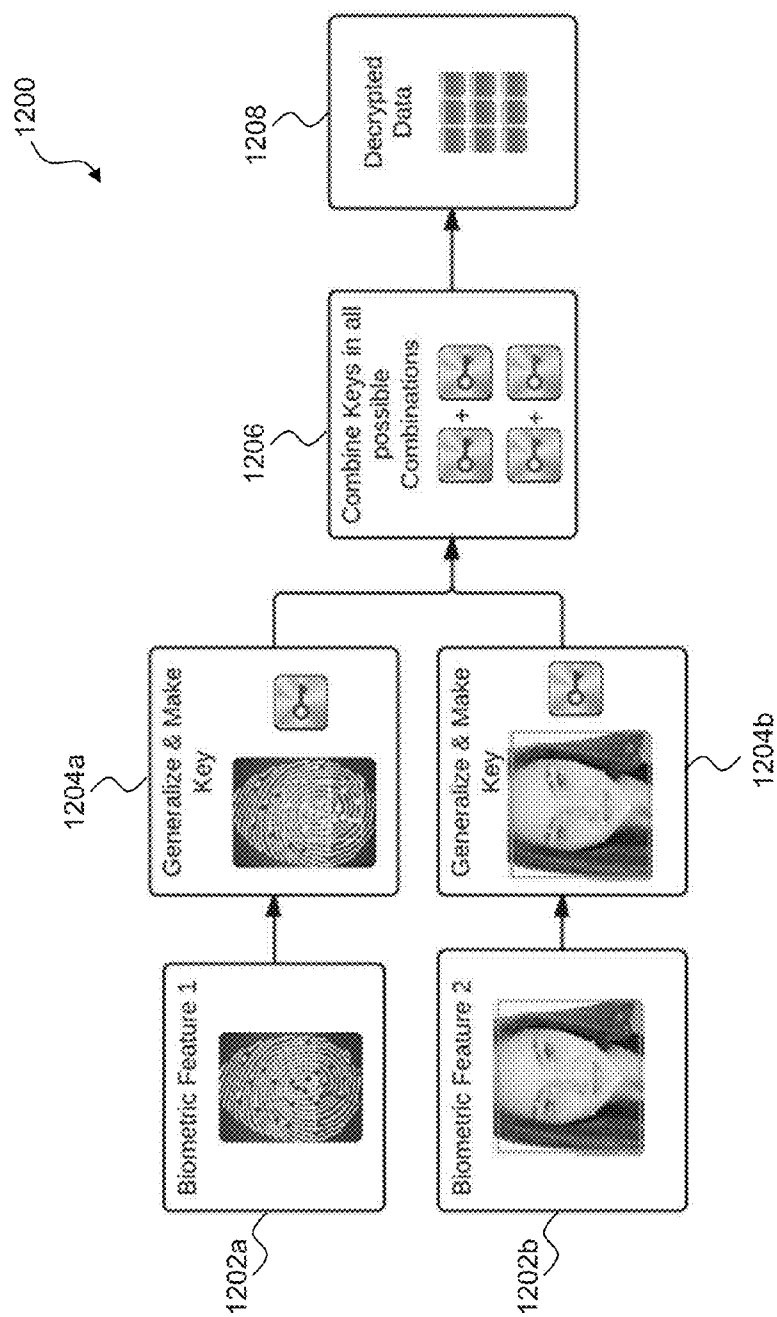 1200
1202a
Biometric Feature 1
1204a
Generalize & Make
Key
1202b
Biometric Feature 2
1204b
Generalize & Make
Key
1206
Combine Keys in all
possible
Combinations
+
+
1208
Decrypted
Data